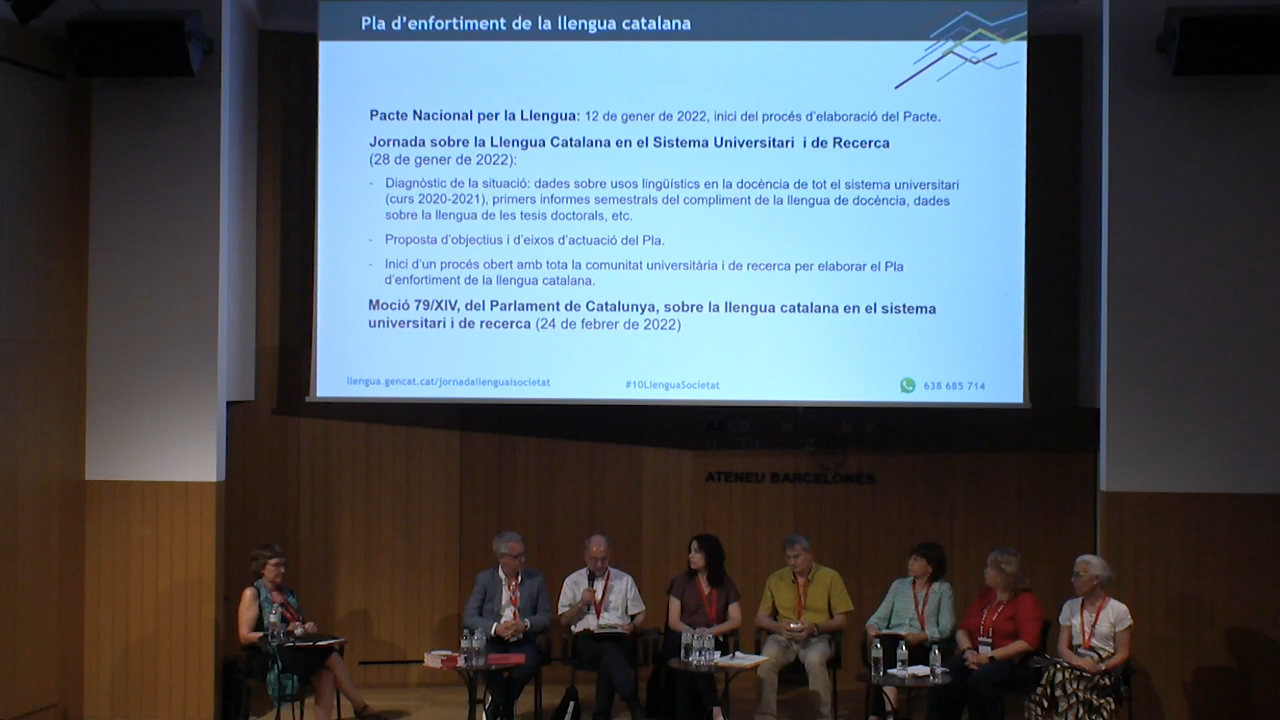 Pla d'enfortiment de la llengua catalana
Pacte Nacional per la Llengua: 12 de gener de 2022, inici del procés d'elaboració del Pacte.
Jornada sobre la Llengua Catalana en el Sistema Universitari i de Recerca
(28 de gener de 2022):
- Diagnòstic de la situació: dades sobre usos lingüístics en la docència de tot el sistema universitari
(curs 2020-2021), primers informes semestrals del compliment de la llengua de docència, dades
sobre la llengua de les tesis doctorals, etc.
- Proposta d'objectius i d'eixos d'actuació del Pla.
- Inici d'un procés obert amb tota la comunitat universitària i de recerca per elaborar el Pla
d'enfortiment de la llengua catalana.
Moció 79/XIV, del Parlament de Catalunya, sobre la llengua catalana en el sistema
universitari i de recerca (24 de febrer de 2022)
llengua.gencat.cat/jornadallenguaisocietat
#10LlenguaSocietat
638 685 714
ATENEU BARCELONÈS